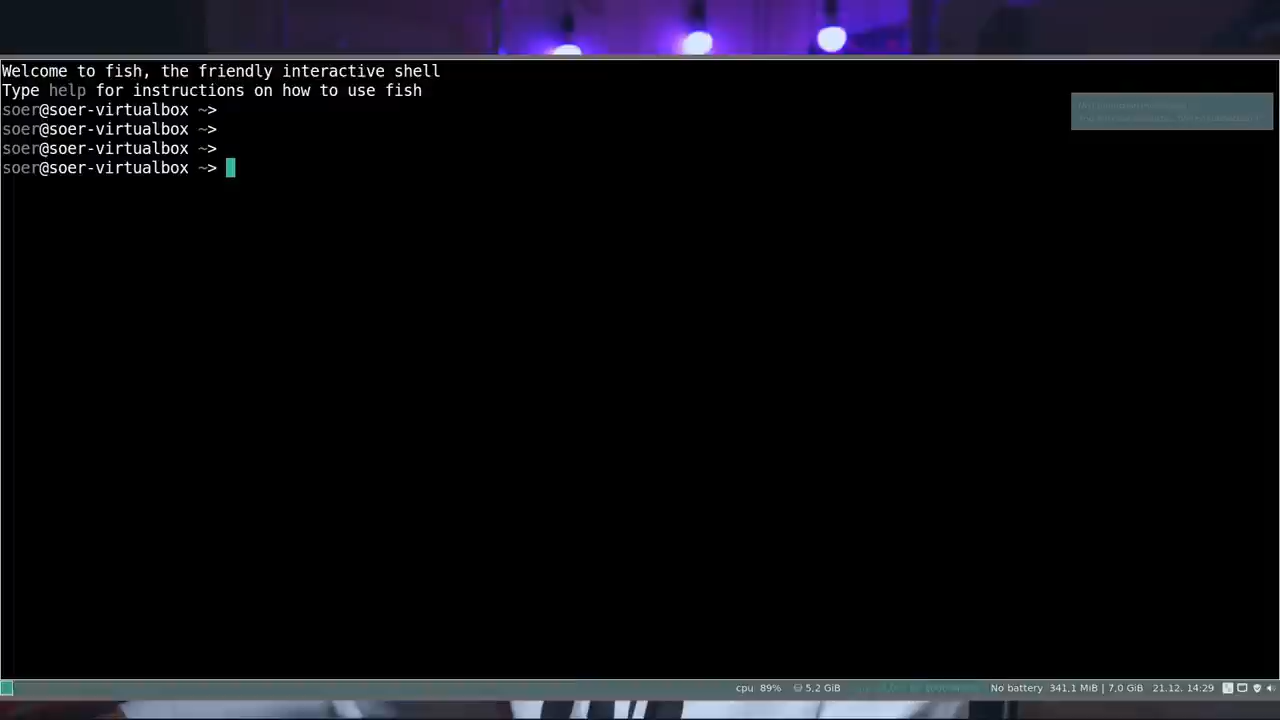 Welcome to fish, the friendly interactive shell
Type help for instructions on how to use fish
soer@soer-virtualbox ~>
soer@soer-virtualbox ~>
soer@soer-virtualbox ~>
soer@soer-virtualbox ~>
cpu 89% 5,2 GiB No battery 341,1 MiB | 7,0 GiB 21.12. 14:29